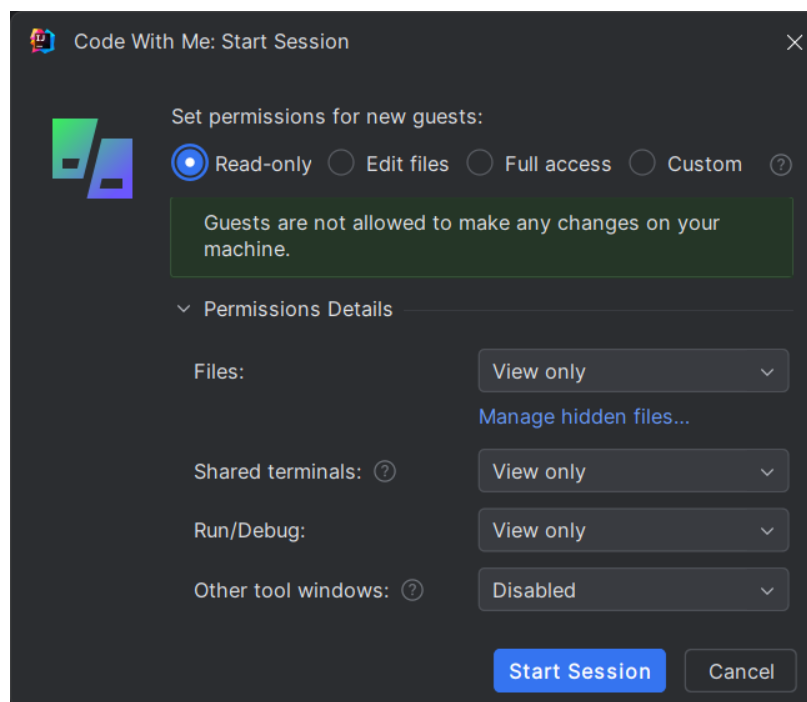 Code With Me: Start Session
Set permissions for new guests:
Read-only Edit files Full access Custom ?
Guests are not allowed to make any changes on your
machine.
Permissions Details
Files: View only
Manage hidden files...
Shared terminals: ? View only
Run/Debug: View only
Other tool windows: ? Disabled
Start Session Cancel